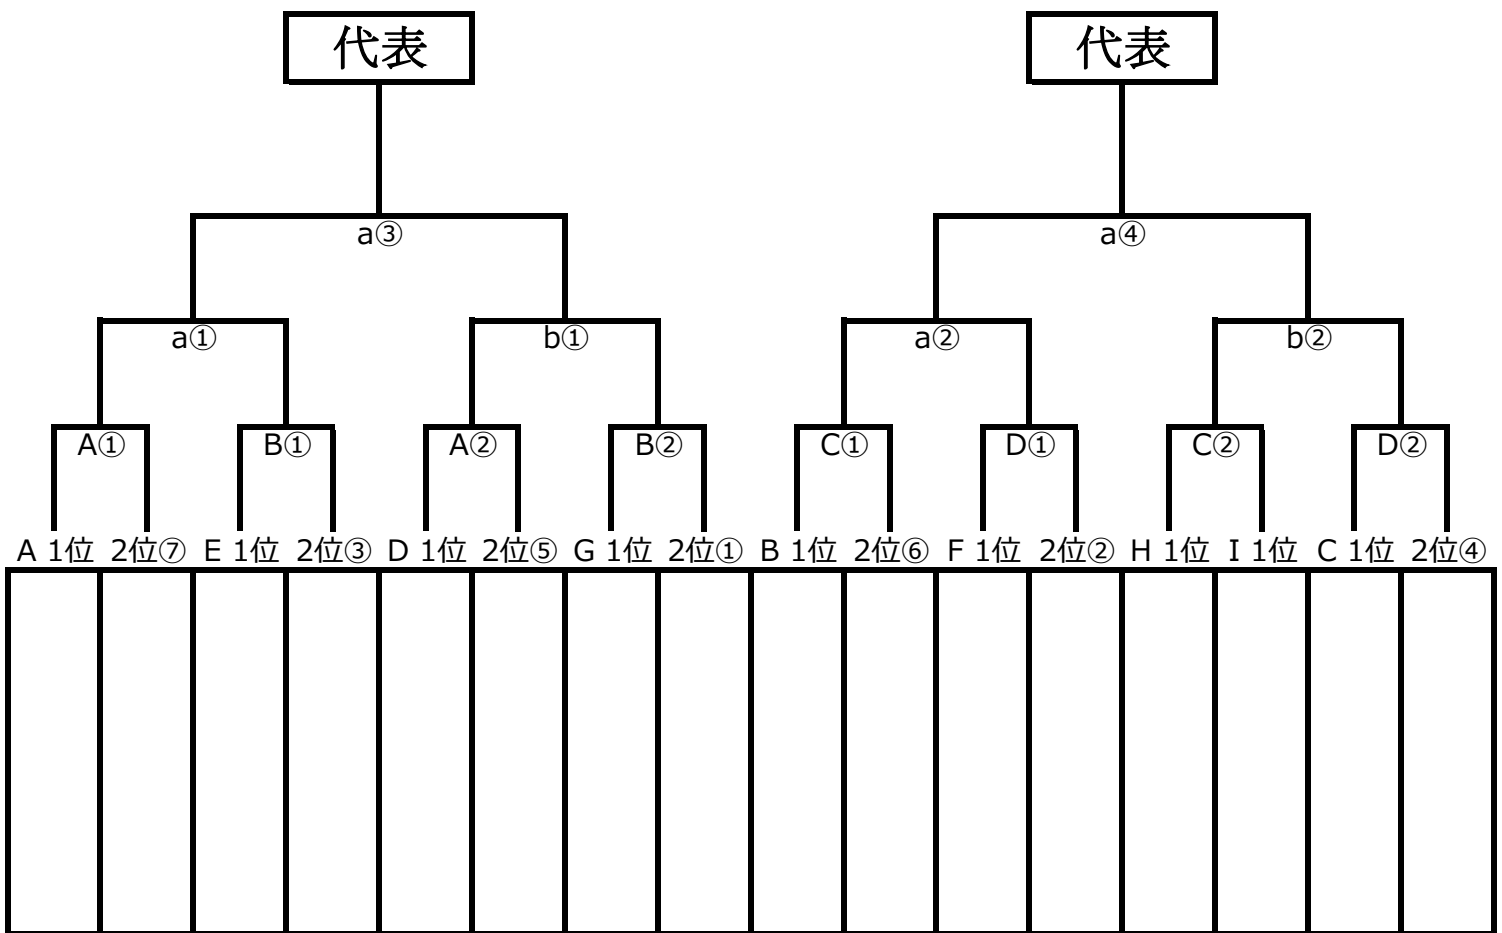 代表 代表
a③ a④
a① b① a② b②
A① B① A② B② C① D① C② D②
A 1位 2位⑦ E 1位 2位③ D 1位 2位⑤ G 1位 2位① B 1位 2位⑥ F 1位 2位② H 1位 I 1位 C 1位 2位④